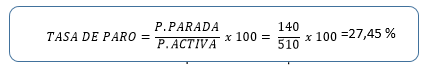 TASA DE PARO = P.PARADA / P.ACTIVA x 100 = 140 / 510 x 100 =27,45 %